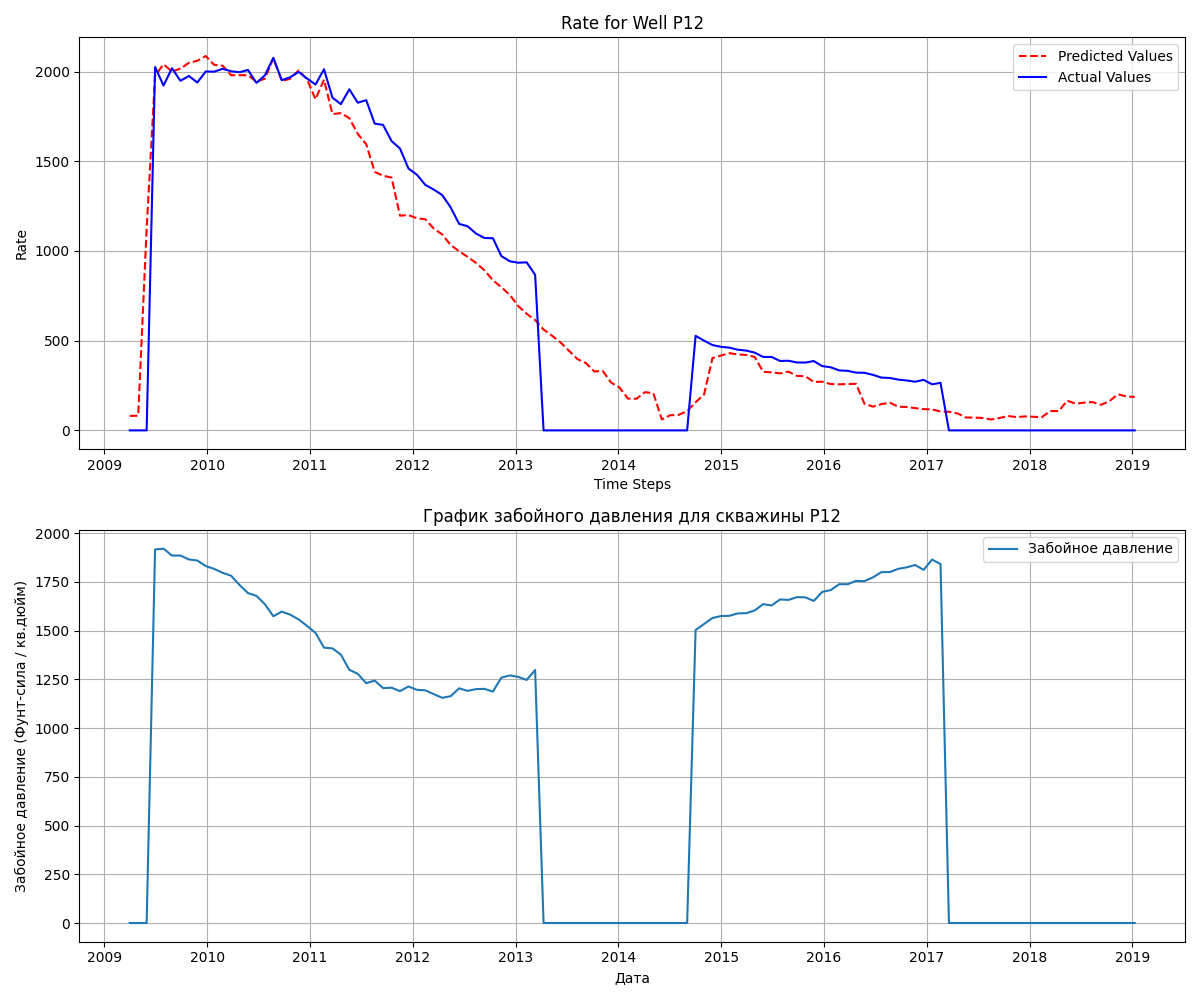 Rate for Well P12
Predicted Values
Actual Values
2000
1500
1000
500
0
Rate
2009 2010 2011 2012 2013 2014 2015 2016 2017 2018 2019
Time Steps
График забойного давления для скважины P12
Забойное давление
2000
1750
1500
1250
1000
750
500
250
0
Забойное давление (Фунт-сила / кв.дюйм)
2009 2010 2011 2012 2013 2014 2015 2016 2017 2018 2019
Дата